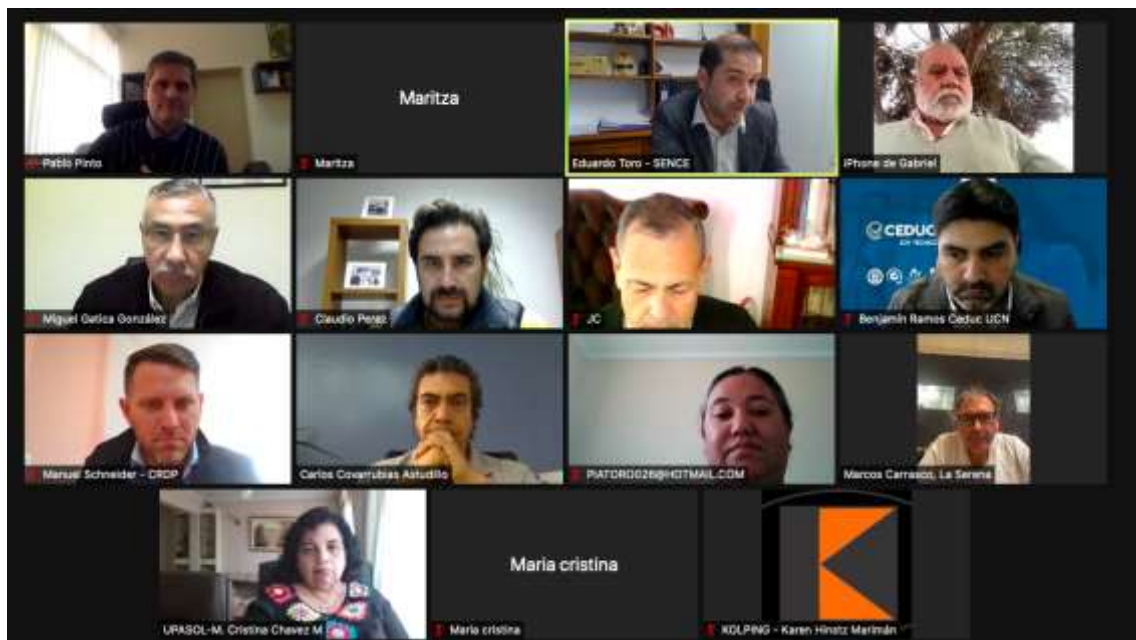 Pablo Pinto
Maritza
Maritza
Eduardo Toro - SENCE
iPhone de Gabriel
Miguel Gatica González
Claudio Perez
JC
CEDUC
Benjamín Ramos Ceduc UCN
Manuel Schneider - CRDP
Carlos Covarrubias Astudillo
PIATORO026@HOTMAIL.COM
Marcos Carrasco, La Serena
UPASOL-M. Cristina Chavez M
Maria cristina
Maria cristina
KOLPING - Karen Hinstz Marimán